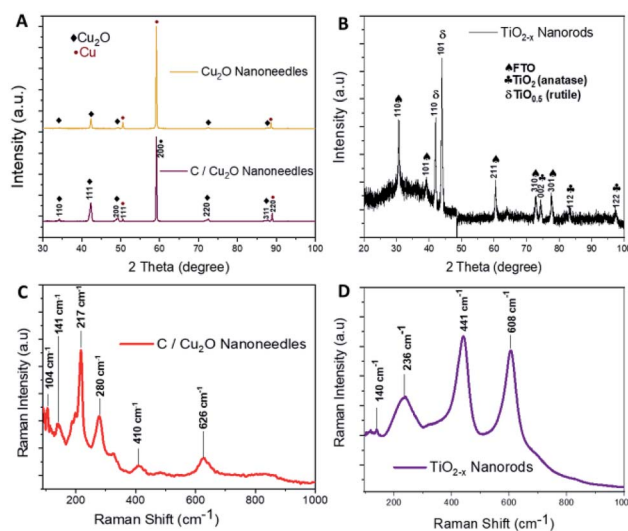 A
Intensity (a.u.)
◆Cu₂O
•Cu
Cu₂O Nanoneedles
C / Cu₂O Nanoneedles
110
111
200
111
200
220
311
220
30 40 50 60 70 80 90 100
2 Theta (degree)
B
Intensity (a.u.)
TiO₂₋ₓ Nanorods
♠FTO
♣TiO₂ (anatase)
δTiO₀.₅ (rutile)
110
101
110 δ
101 δ
211
310
002
301
112
122
20 30 40 50 60 70 80 90 100
2 Theta (degree)
C
Raman Intensity (a.u)
104 cm⁻¹
141 cm⁻¹
217 cm⁻¹
280 cm⁻¹
410 cm⁻¹
626 cm⁻¹
C / Cu₂O Nanoneedles
200 400 600 800 1000
Raman Shift (cm⁻¹)
D
Raman Intensity (a.u.)
140 cm⁻¹
236 cm⁻¹
441 cm⁻¹
608 cm⁻¹
TiO₂₋ₓ Nanorods
200 400 600 800 1000
Raman Shift (cm⁻¹)